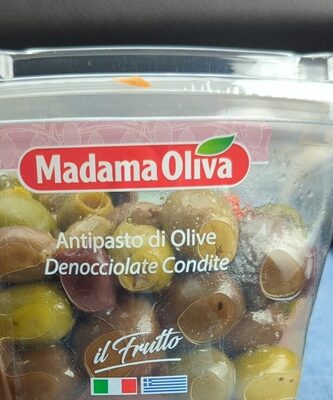 Madama Oliva
Antipasto di Olive
Denocciolate Condite
il Frutto